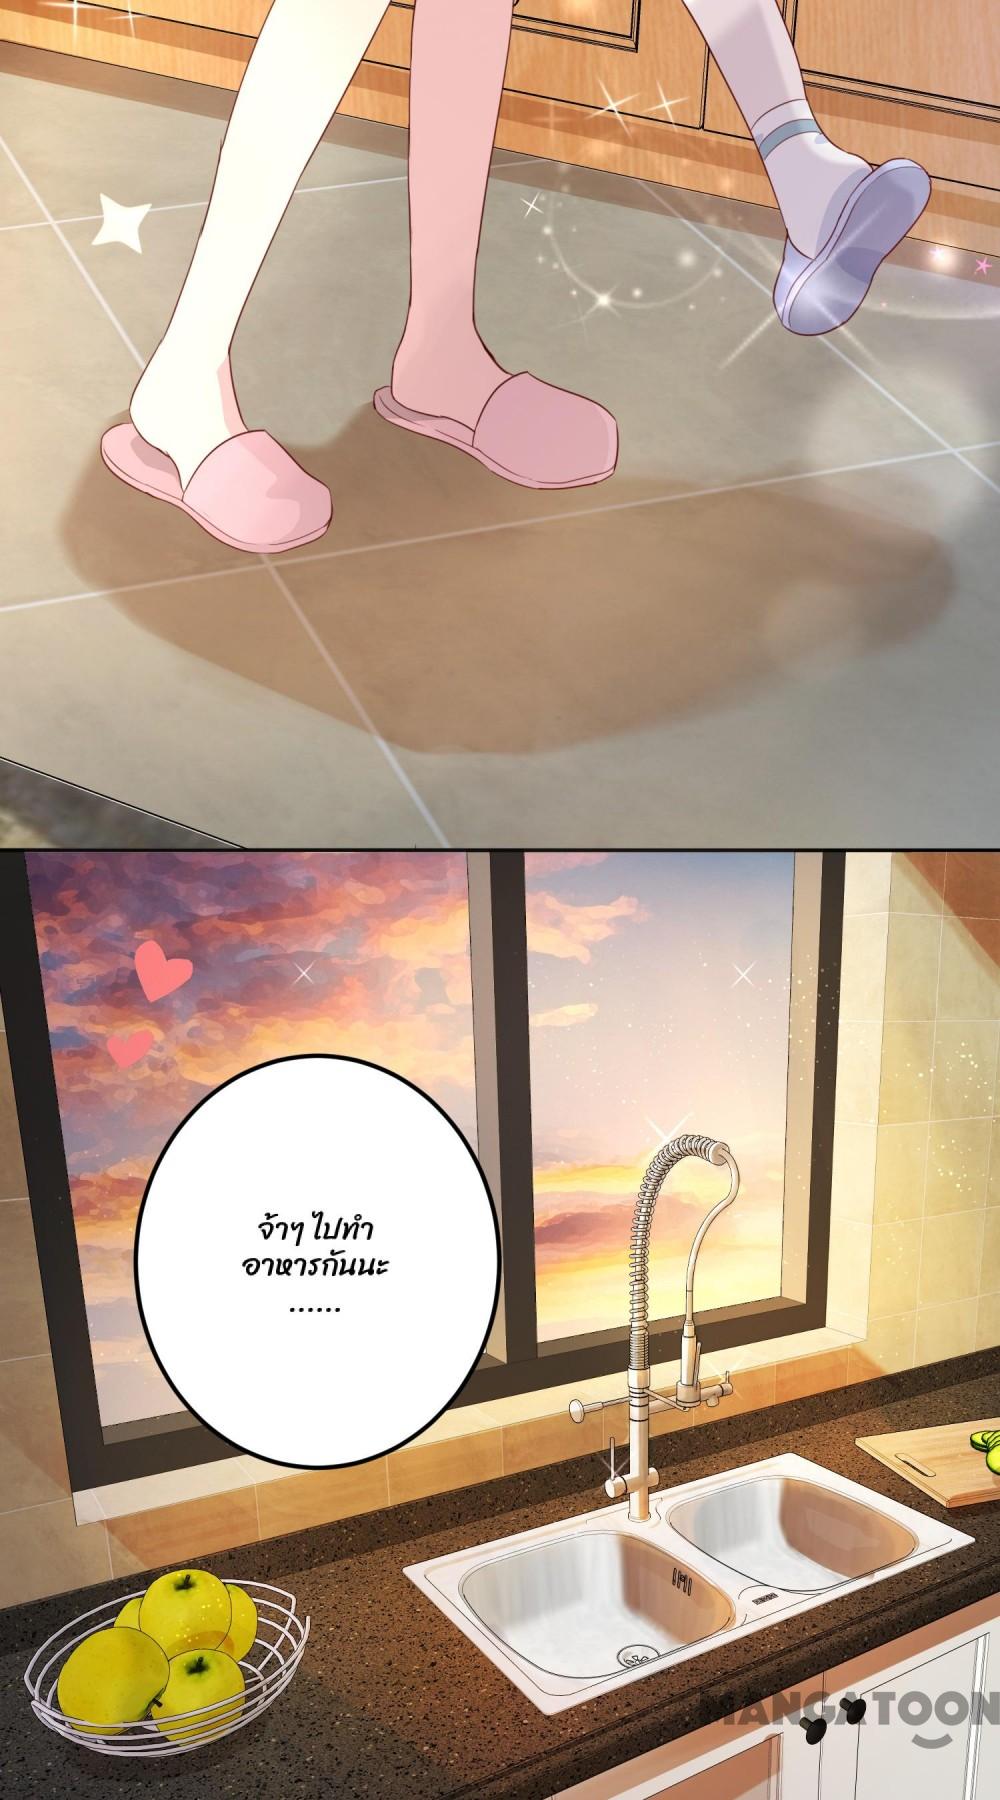 จ้าๆ ไปทำ
อาหารกันนะ
......
MANGATOON